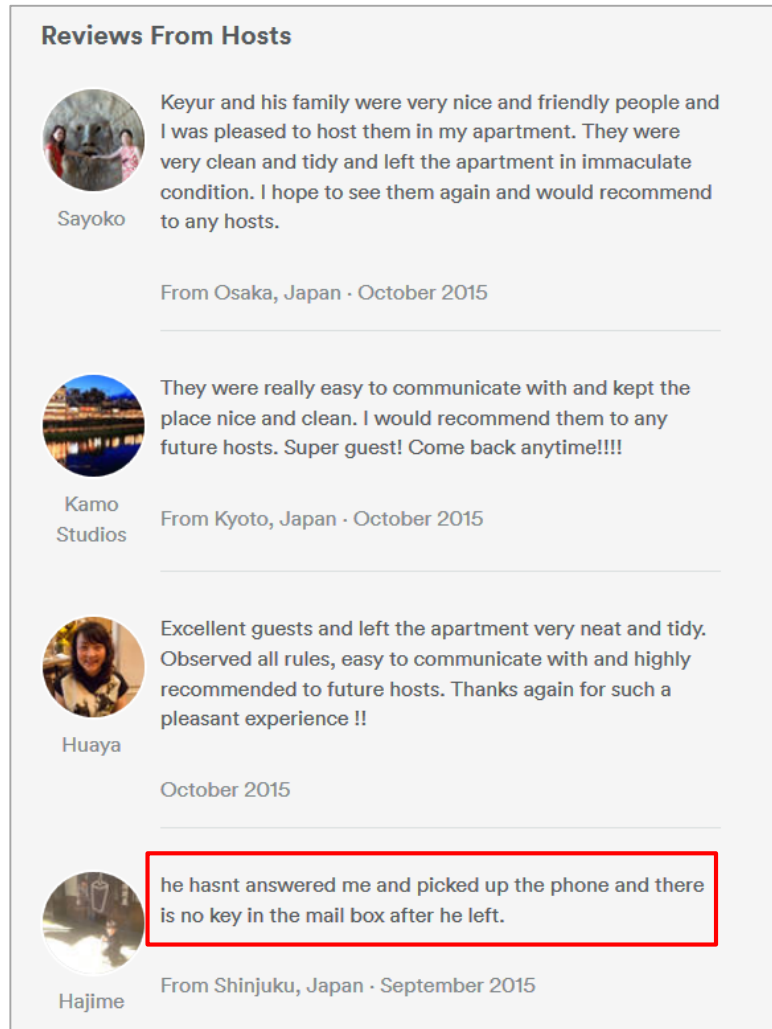 Reviews From Hosts
Keyur and his family were very nice and friendly people and
I was pleased to host them in my apartment. They were
very clean and tidy and left the apartment in immaculate
condition. I hope to see them again and would recommend
to any hosts.
Sayoko
From Osaka, Japan · October 2015
They were really easy to communicate with and kept the
place nice and clean. I would recommend them to any
future hosts. Super guest! Come back anytime!!!!
Kamo
Studios
From Kyoto, Japan · October 2015
Excellent guests and left the apartment very neat and tidy.
Observed all rules, easy to communicate with and highly
recommended to future hosts. Thanks again for such a
pleasant experience !!
Huaya
October 2015
he hasnt answered me and picked up the phone and there
is no key in the mail box after he left.
Hajime
From Shinjuku, Japan · September 2015